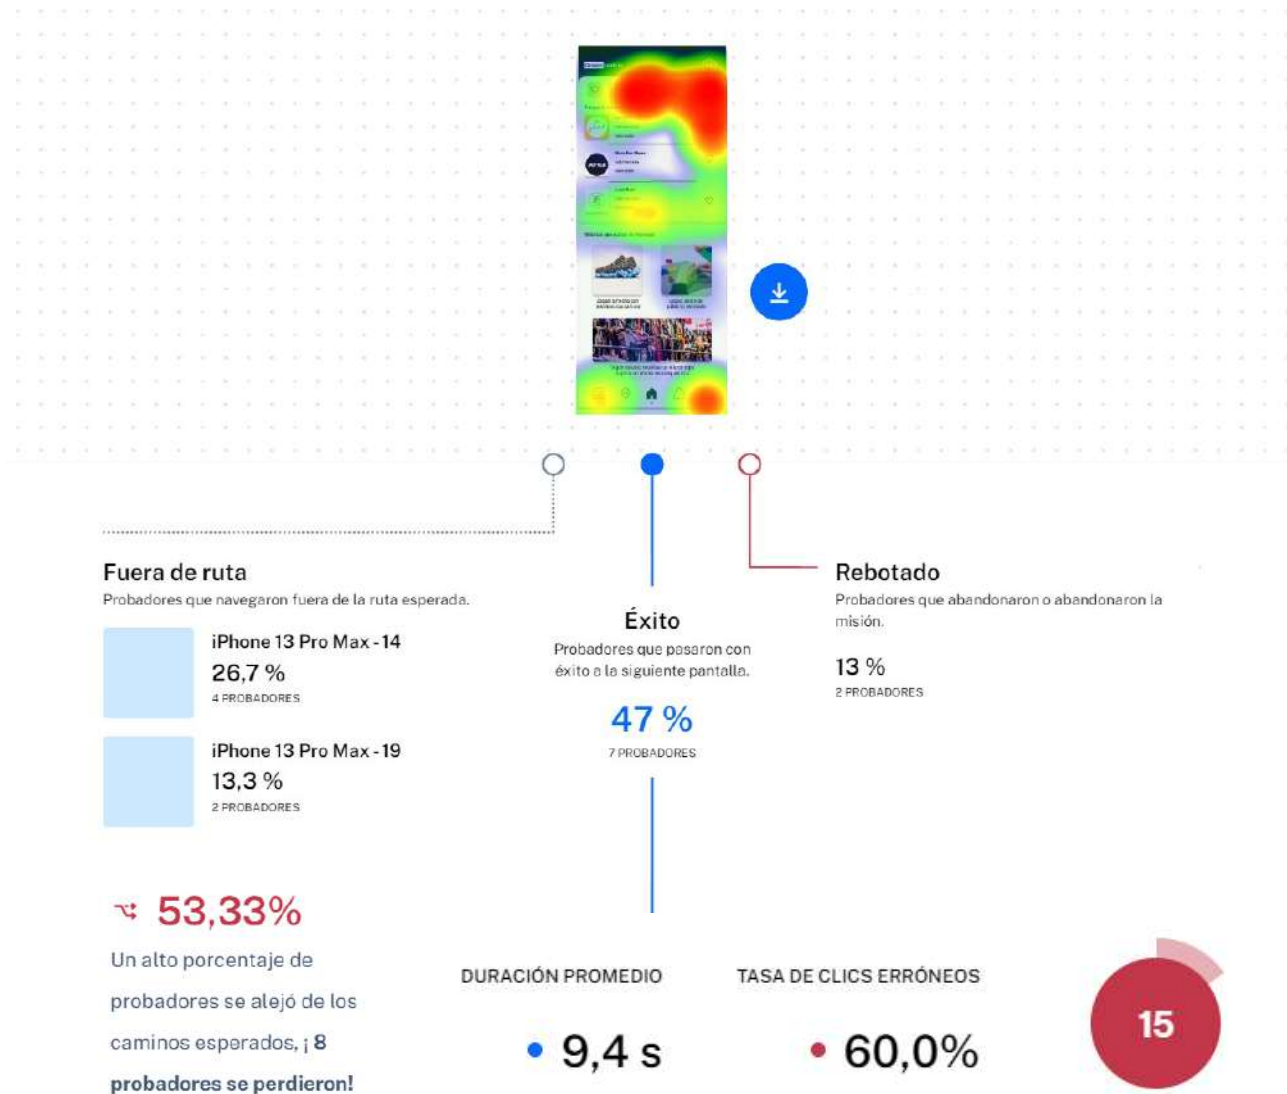 Fuera de ruta
Probadores que navegaron fuera de la ruta esperada.
iPhone 13 Pro Max - 14
26,7 %
4 PROBADORES
iPhone 13 Pro Max - 19
13,3 %
2 PROBADORES
Éxito
Probadores que pasaron con
éxito a la siguiente pantalla.
47 %
7 PROBADORES
Rebotado
Probadores que abandonaron o abandonaron la
misión.
13 %
2 PROBADORES
53,33%
Un alto porcentaje de
probadores se alejó de los
caminos esperados, ¡ 8
probadores se perdieron!
DURACIÓN PROMEDIO
9,4 s
TASA DE CLICS ERRÓNEOS
60,0%
15